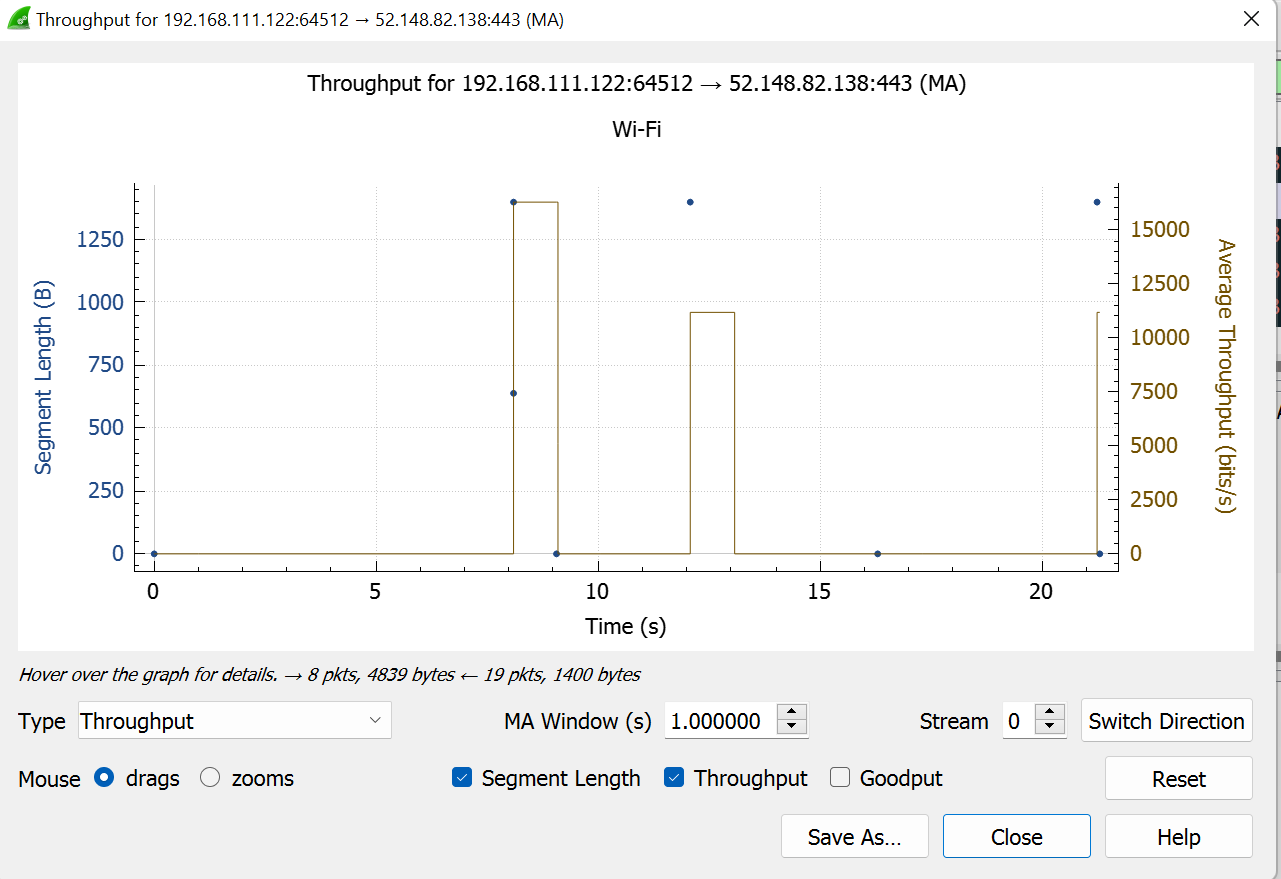 Throughput for 192.168.111.122:64512 → 52.148.82.138:443 (MA)
Throughput for 192.168.111.122:64512 → 52.148.82.138:443 (MA)
Wi-Fi
Segment Length (B)
1250
1000
750
500
250
0
15000
12500
10000
7500
5000
2500
0
Average Throughput (bits/s)
0 5 10 15 20
Time (s)
Hover over the graph for details. → 8 pkts, 4839 bytes ← 19 pkts, 1400 bytes
Type Throughput MA Window (s) 1.000000 Stream 0 Switch Direction
Mouse drags zooms Segment Length Throughput Goodput Reset
Save As... Close Help